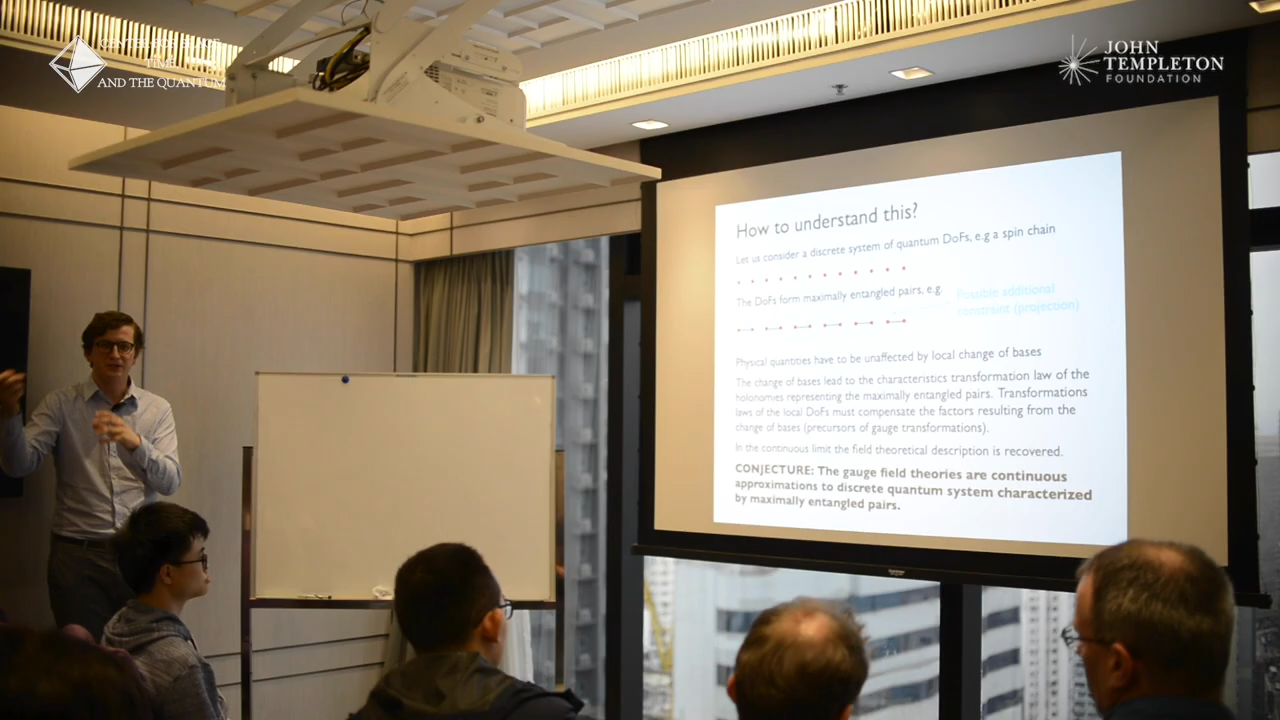 CENTER FOR SPACE
TIME
AND THE QUANTUM
JOHN
TEMPLETON
FOUNDATION
How to understand this?
Let us consider a discrete system of quantum DoFs, e.g a spin chain
The DoFs form maximally entangled pairs, e.g.
Possible additional
constraint (projection)
Physical quantities have to be unaffected by local change of bases
The change of bases lead to the characteristics transformation law of the
holonomies representing the maximally entangled pairs. Transformations
laws of the local DoFs must compensate the factors resulting from the
change of bases (precursors of gauge transformations).
In the continuous limit the field theoretical description is recovered.
CONJECTURE: The gauge field theories are continuous
approximations to discrete quantum system characterized
by maximally entangled pairs.